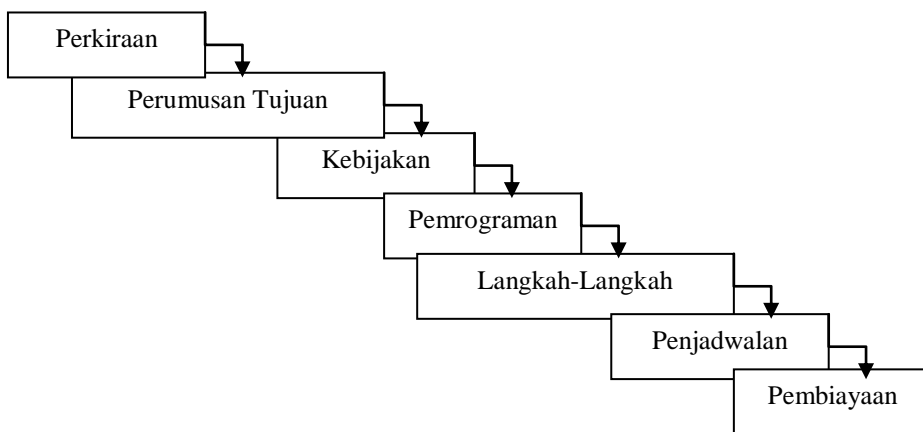 Perkiraan
Perumusan Tujuan
Kebijakan
Pemrograman
Langkah-Langkah
Penjadwalan
Pembiayaan